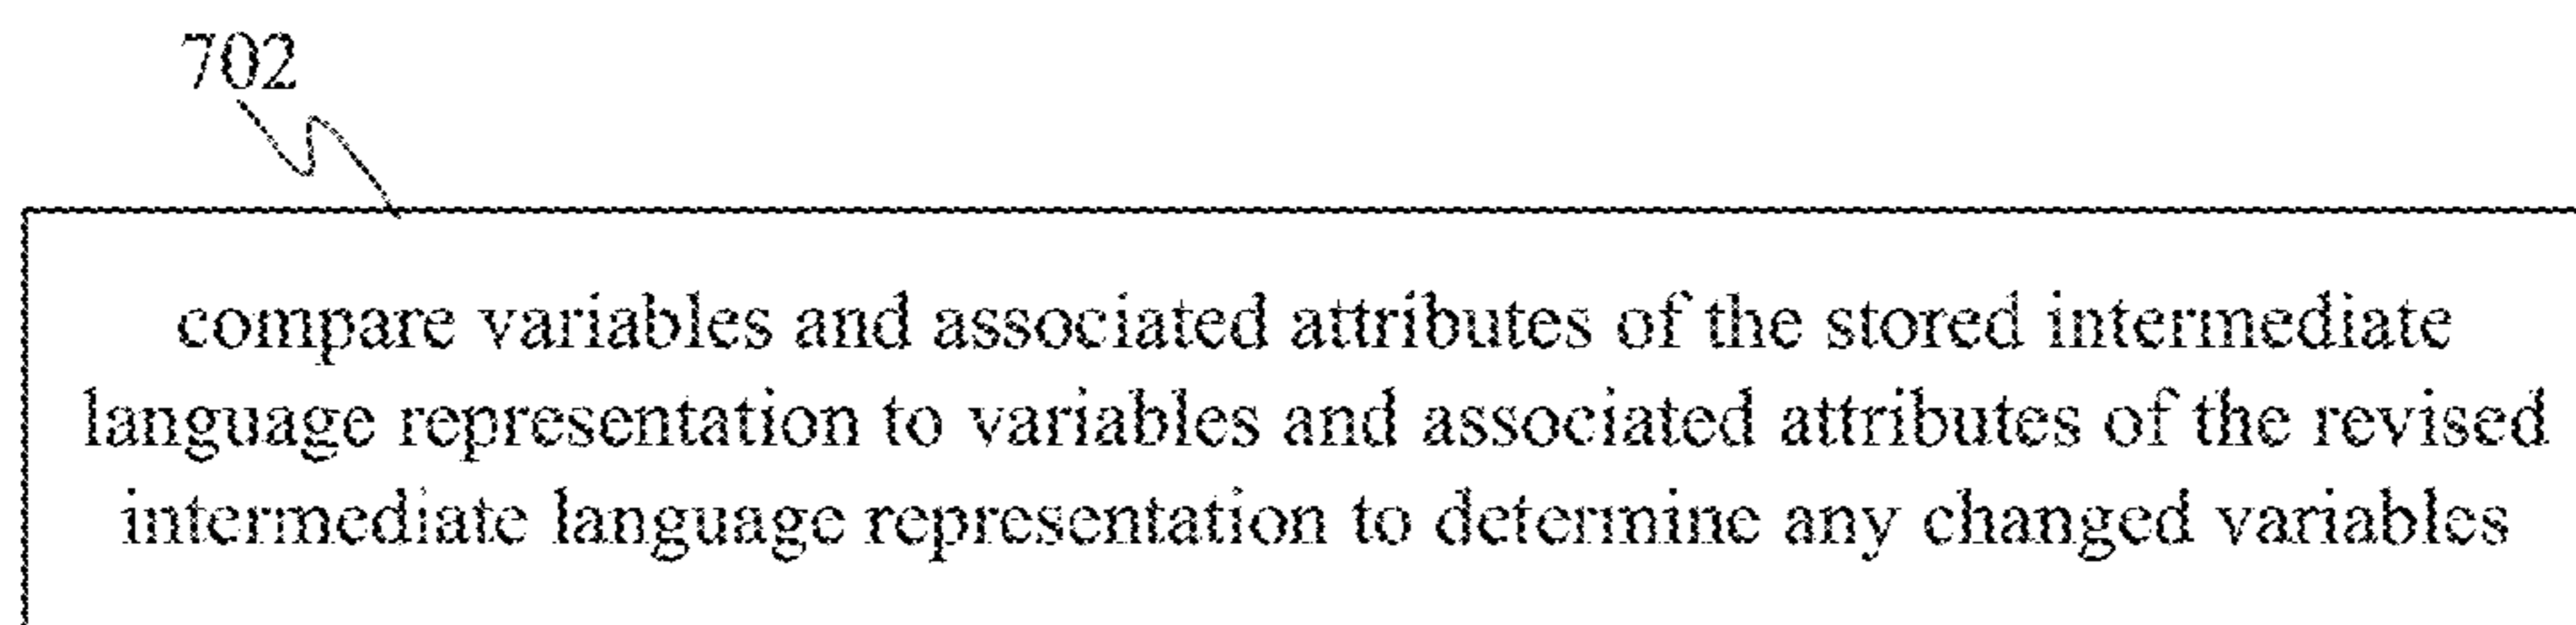 702
compare variables and associated attributes of the stored intermediate
language representation to variables and associated attributes of the revised
intermediate language representation to determine any changed variables